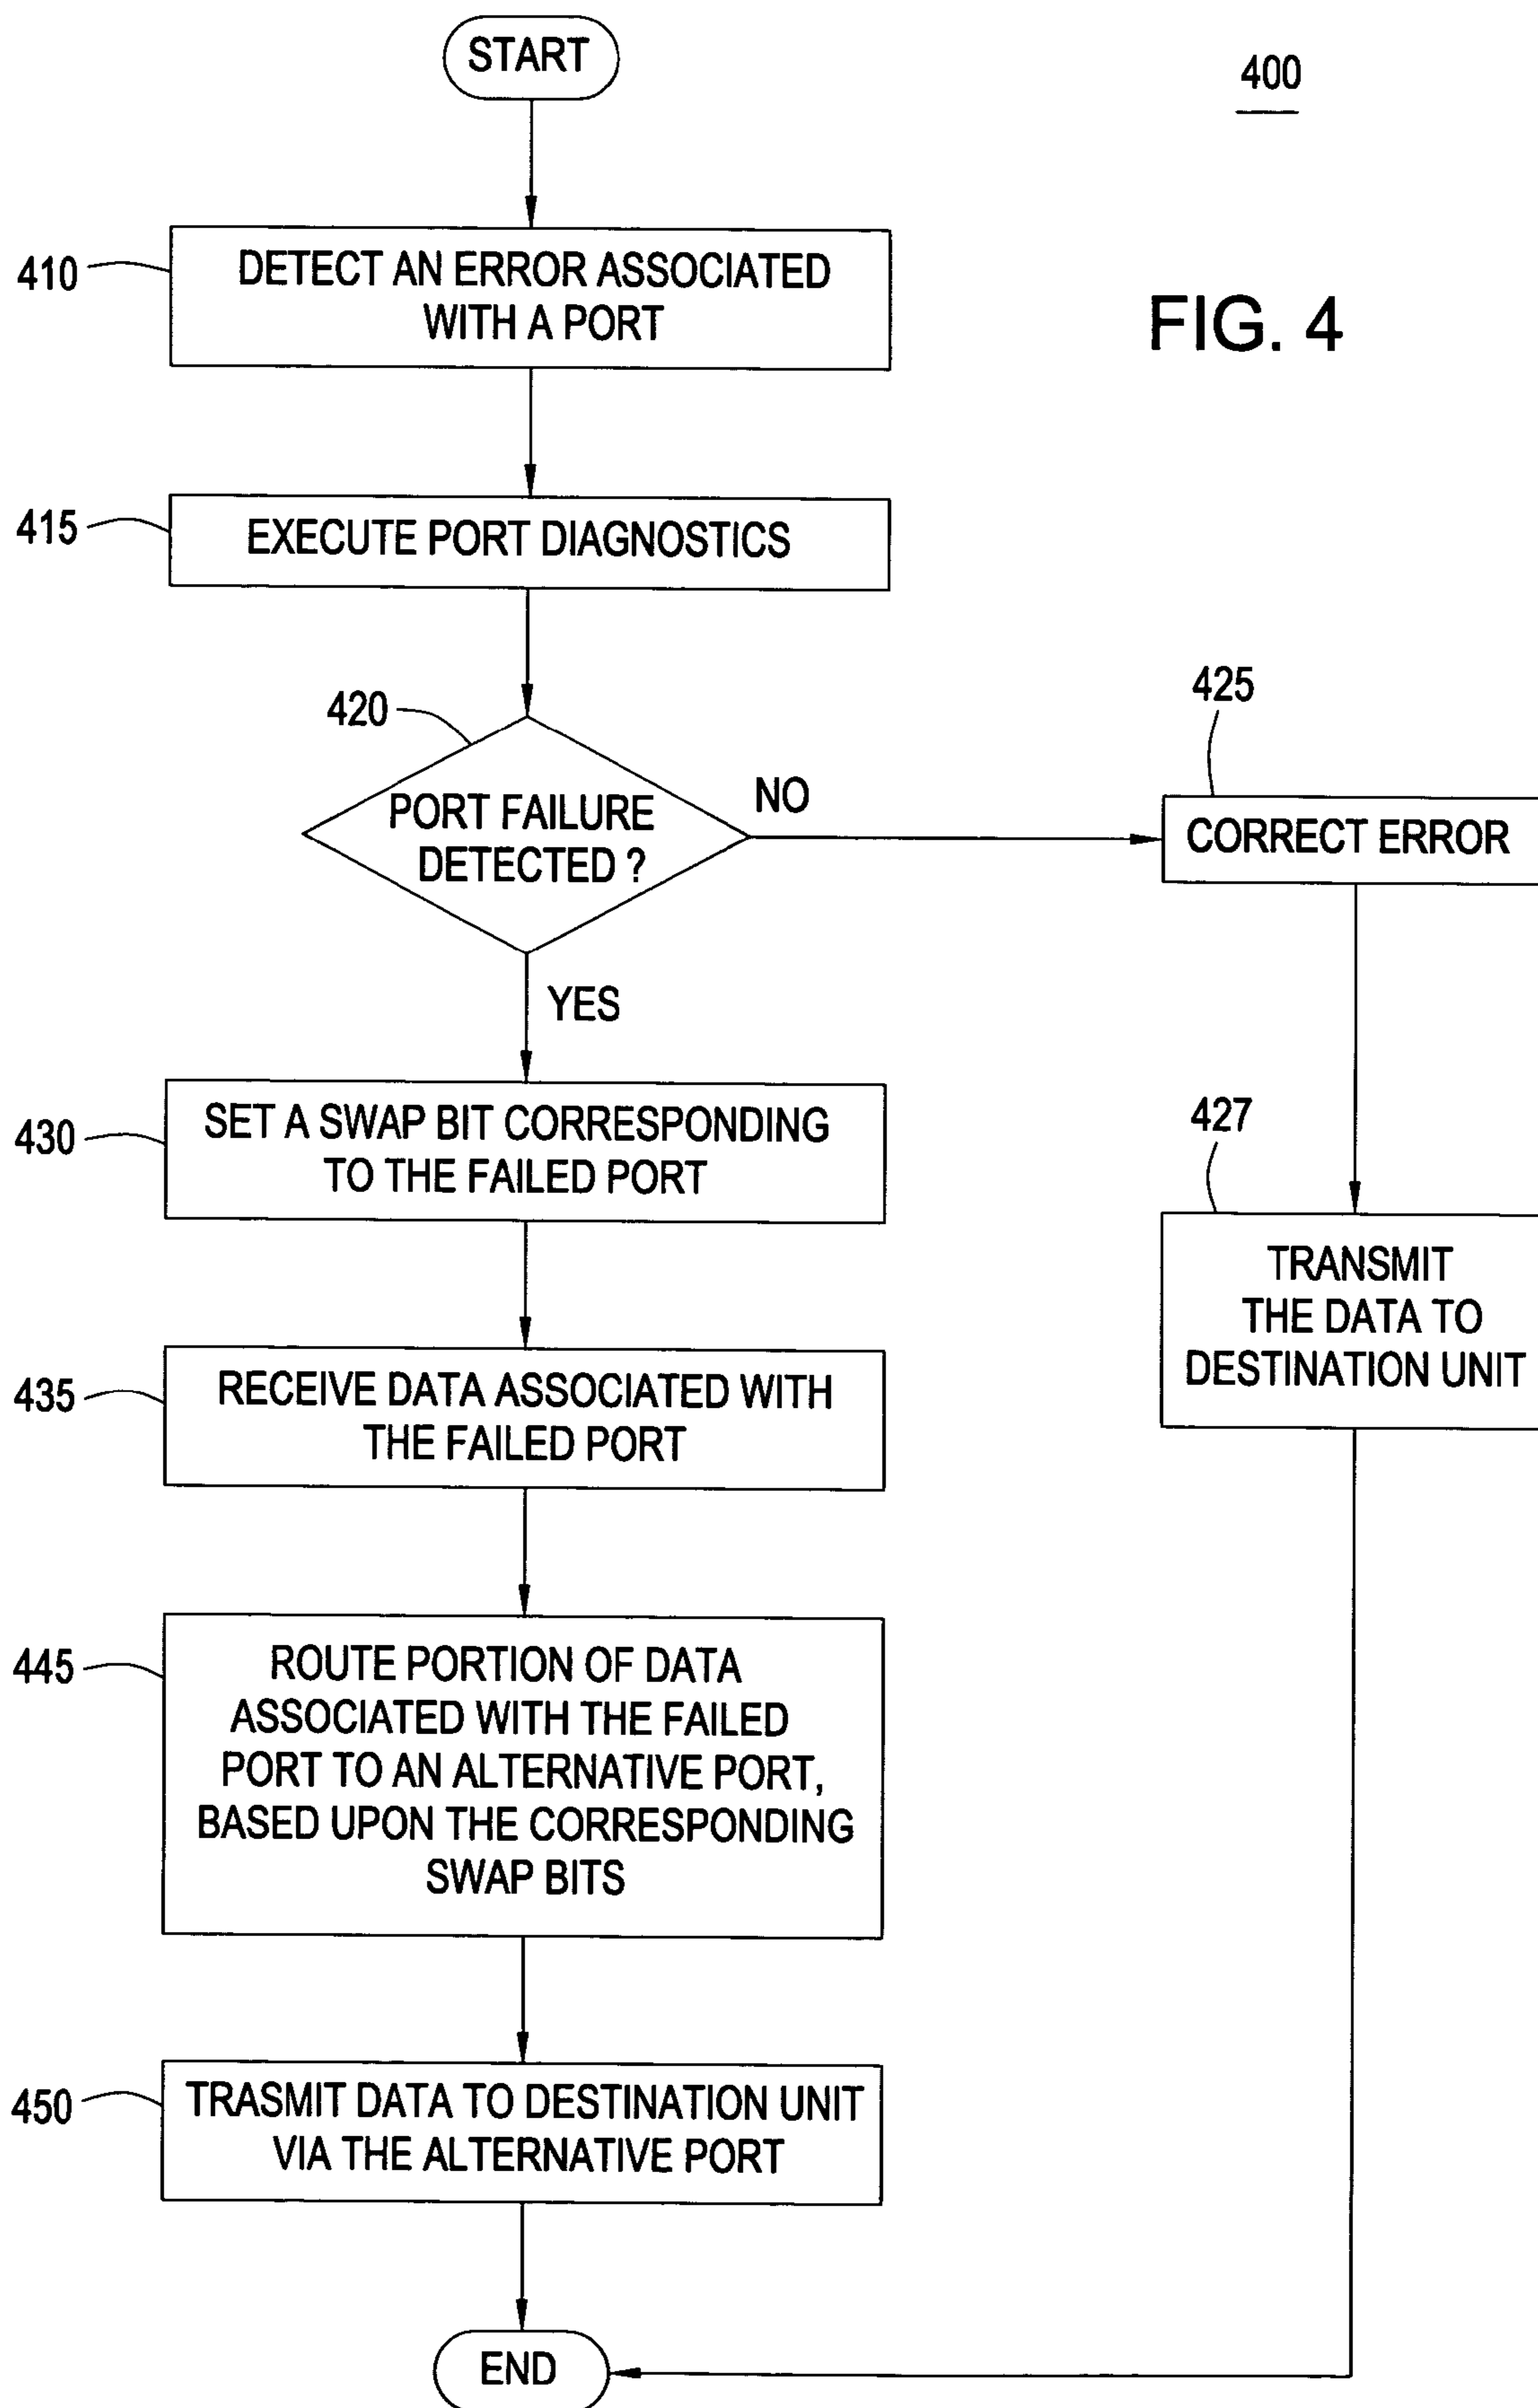 START
400
410
DETECT AN ERROR ASSOCIATED
WITH A PORT
FIG. 4
415
EXECUTE PORT DIAGNOSTICS
420
PORT FAILURE
DETECTED ?
NO
425
CORRECT ERROR
YES
430
SET A SWAP BIT CORRESPONDING
TO THE FAILED PORT
427
TRANSMIT
THE DATA TO
DESTINATION UNIT
435
RECEIVE DATA ASSOCIATED WITH
THE FAILED PORT
445
ROUTE PORTION OF DATA
ASSOCIATED WITH THE FAILED
PORT TO AN ALTERNATIVE PORT,
BASED UPON THE CORRESPONDING
SWAP BITS
450
TRASMIT DATA TO DESTINATION UNIT
VIA THE ALTERNATIVE PORT
END